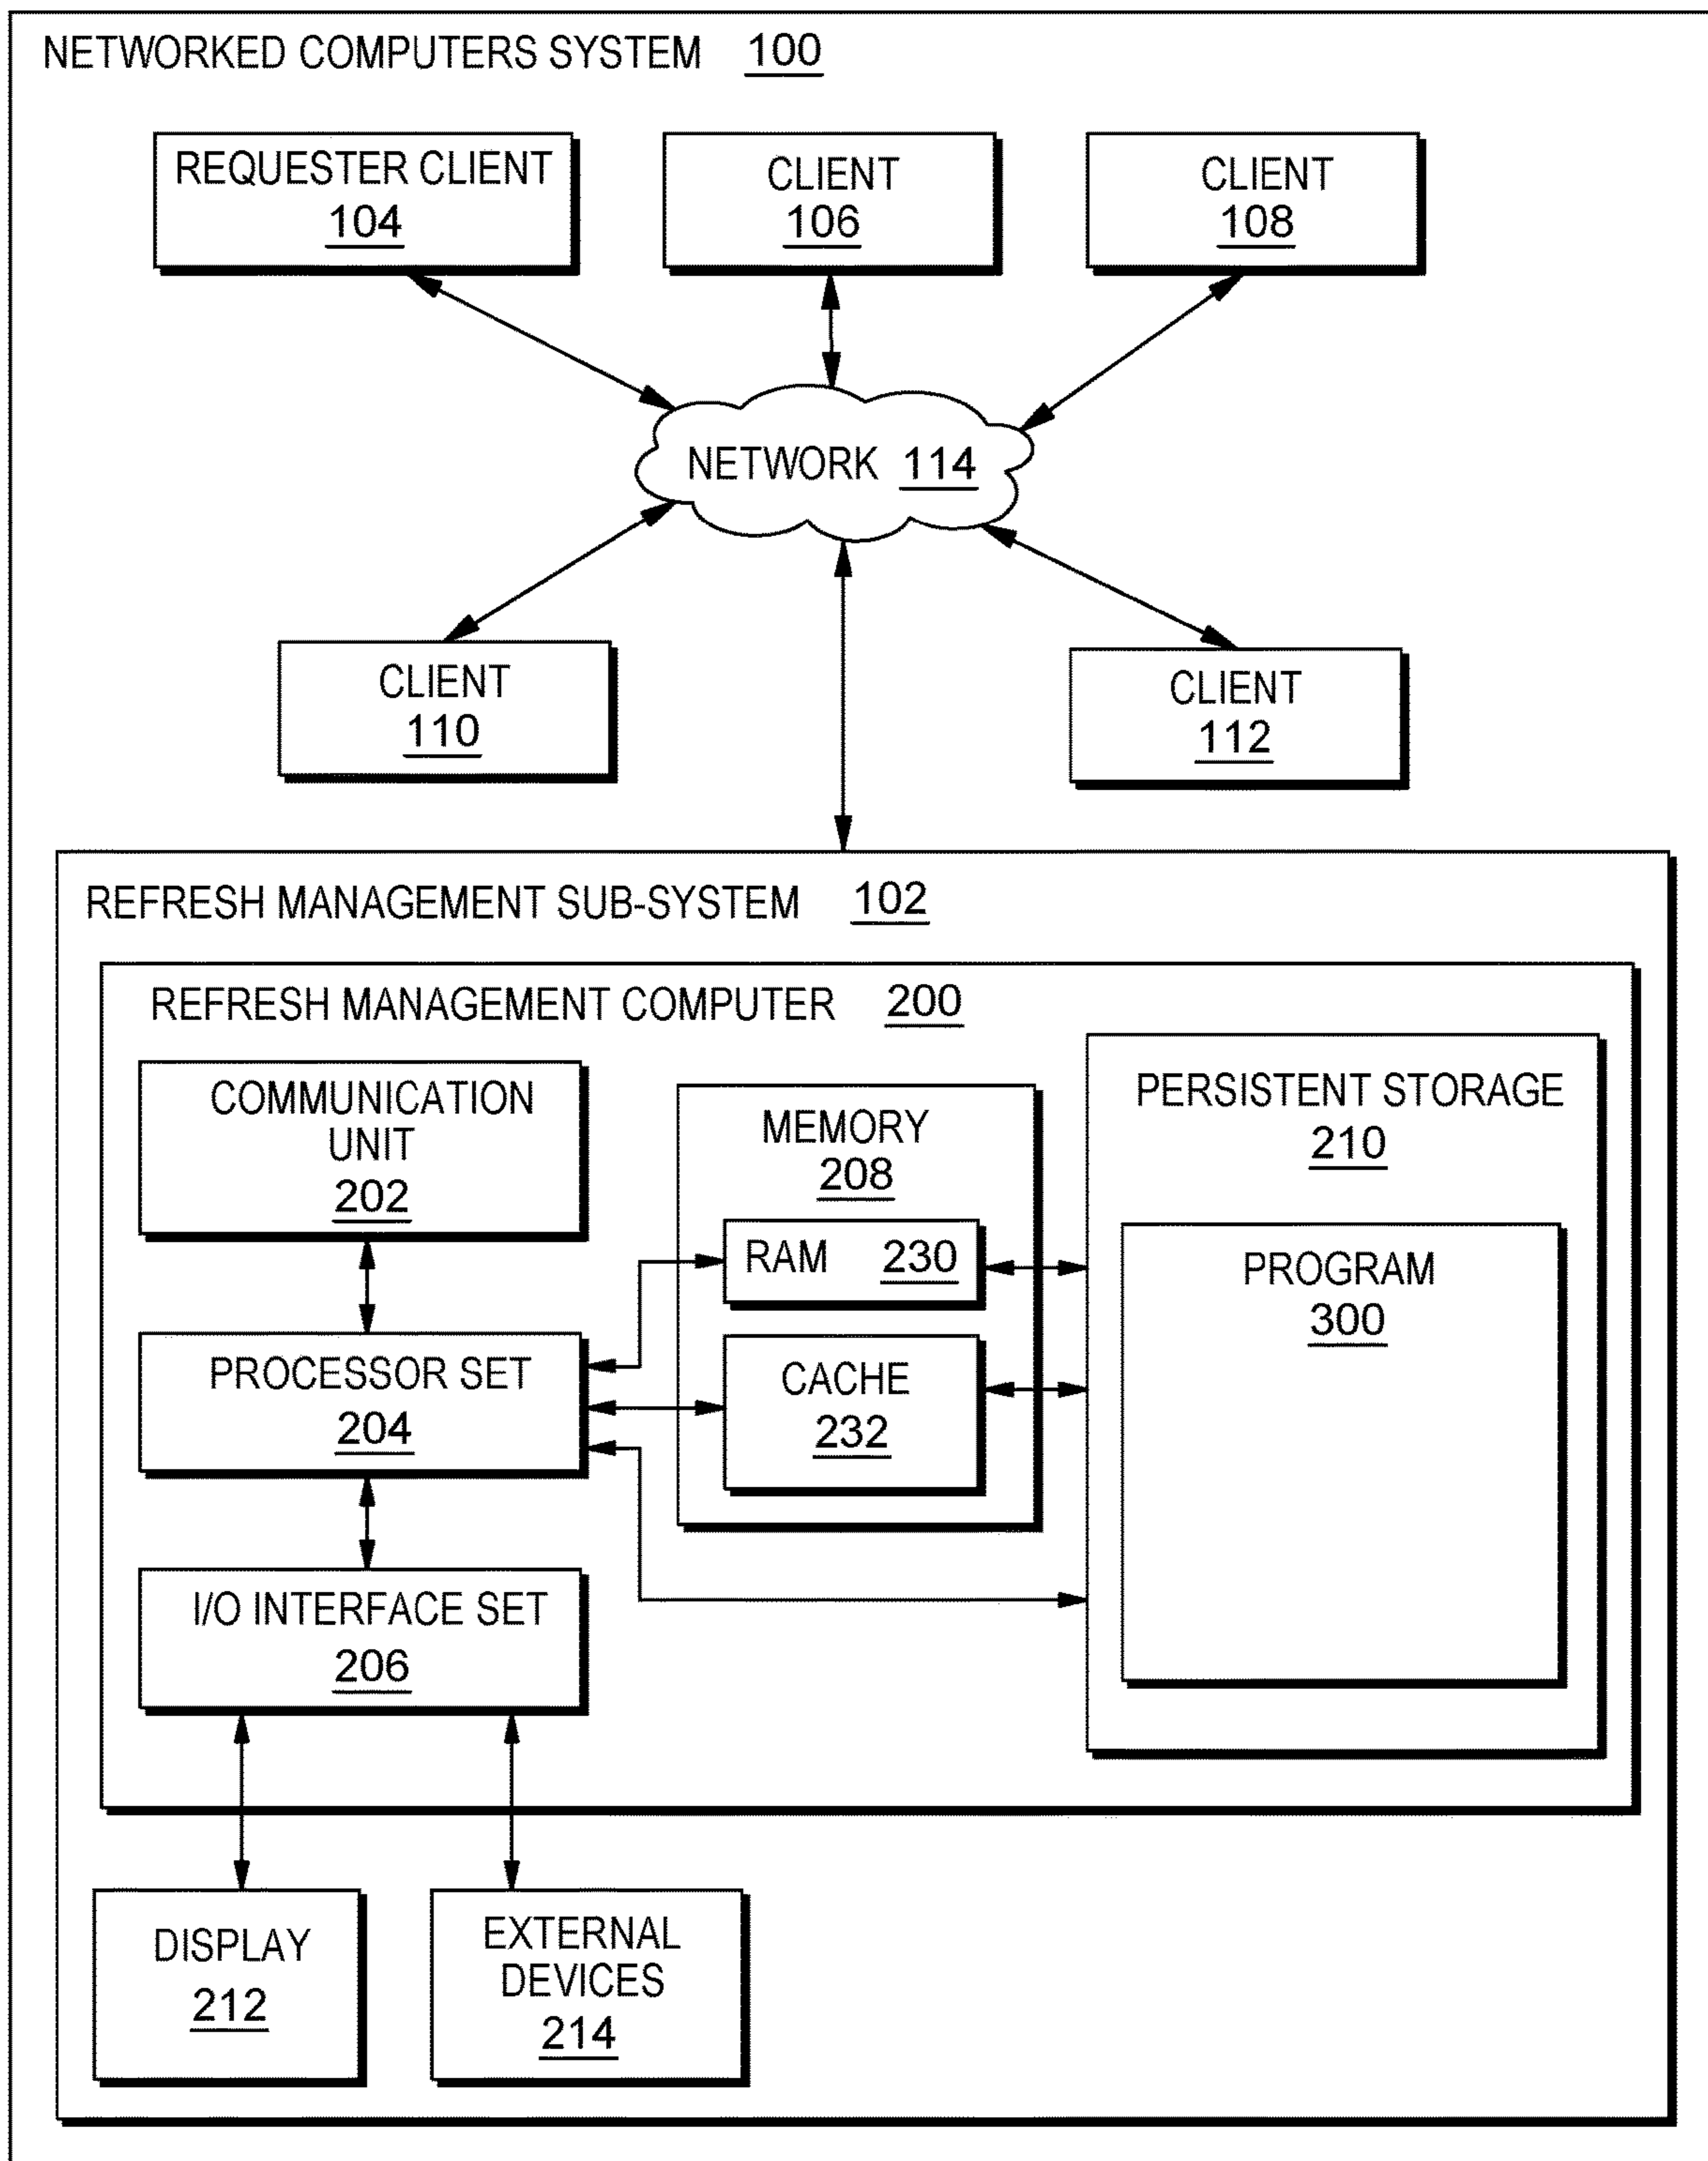 NETWORKED COMPUTERS SYSTEM 100
REQUESTER CLIENT
104
CLIENT
106
CLIENT
108
NETWORK 114
CLIENT
110
CLIENT
112
REFRESH MANAGEMENT SUB-SYSTEM 102
REFRESH MANAGEMENT COMPUTER 200
COMMUNICATION
UNIT
202
PROCESSOR SET
204
I/O INTERFACE SET
206
MEMORY
208
RAM 230
CACHE
232
PERSISTENT STORAGE
210
PROGRAM
300
DISPLAY
212
EXTERNAL
DEVICES
214